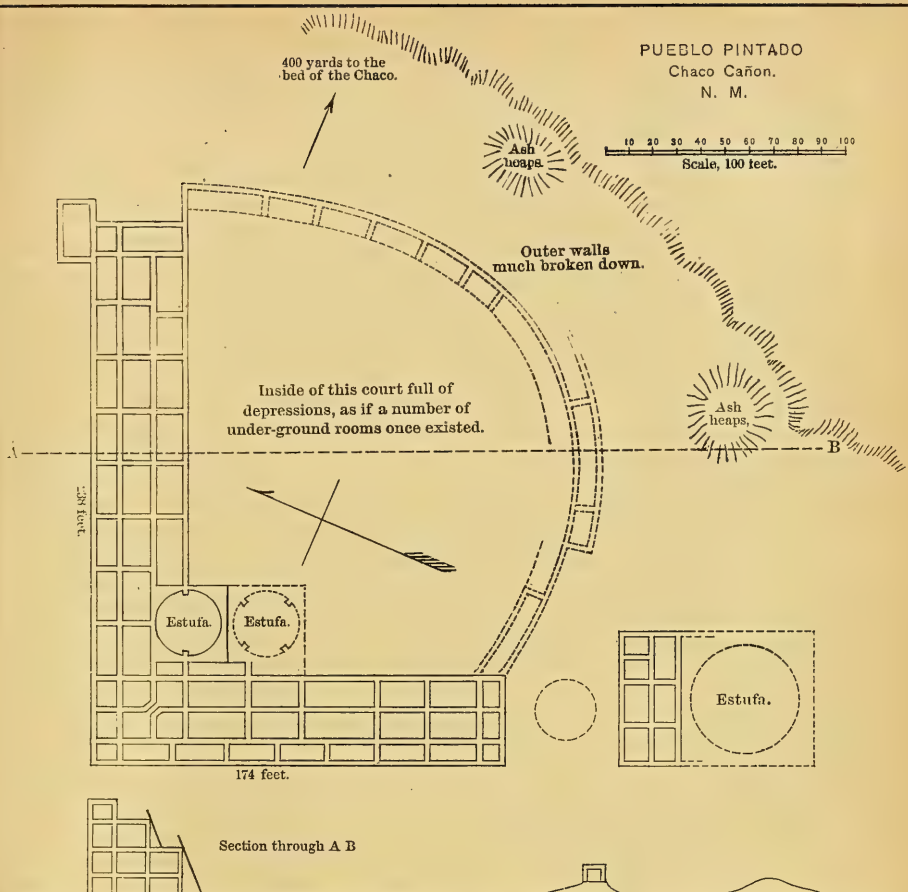 PUEBLO PINTADO
Chaco Cañon.
N. M.
400 yards to the
bed of the Chaco.
10 20 30 40 50 60 70 80 90 100
Scale, 100 feet.
Ash
heaps.
Outer walls
much broken down.
Inside of this court full of
depressions, as if a number of
under-ground rooms once existed.
Ash
heaps,
A
B
238 feet.
Estufa.
Estufa.
Estufa.
174 feet.
Section through A B